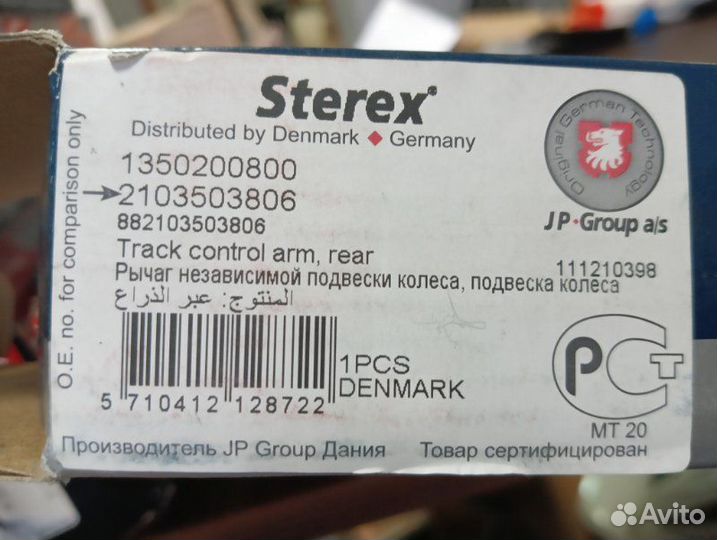 Sterex®
Distributed by Denmark ♦ Germany
Original German Technology
JP♦Group a/s
O.E. no. for comparison only
1350200800
→2103503806
882103503806
Track control arm, rear
111210398
Рычаг независимой подвески колеса, подвеска колеса
المنتوج: عبر الذراع
1PCS
DENMARK
5 710412 128722
РСТ
МТ 20
Производитель JP Group Дания
Товар сертифицирован
Avito